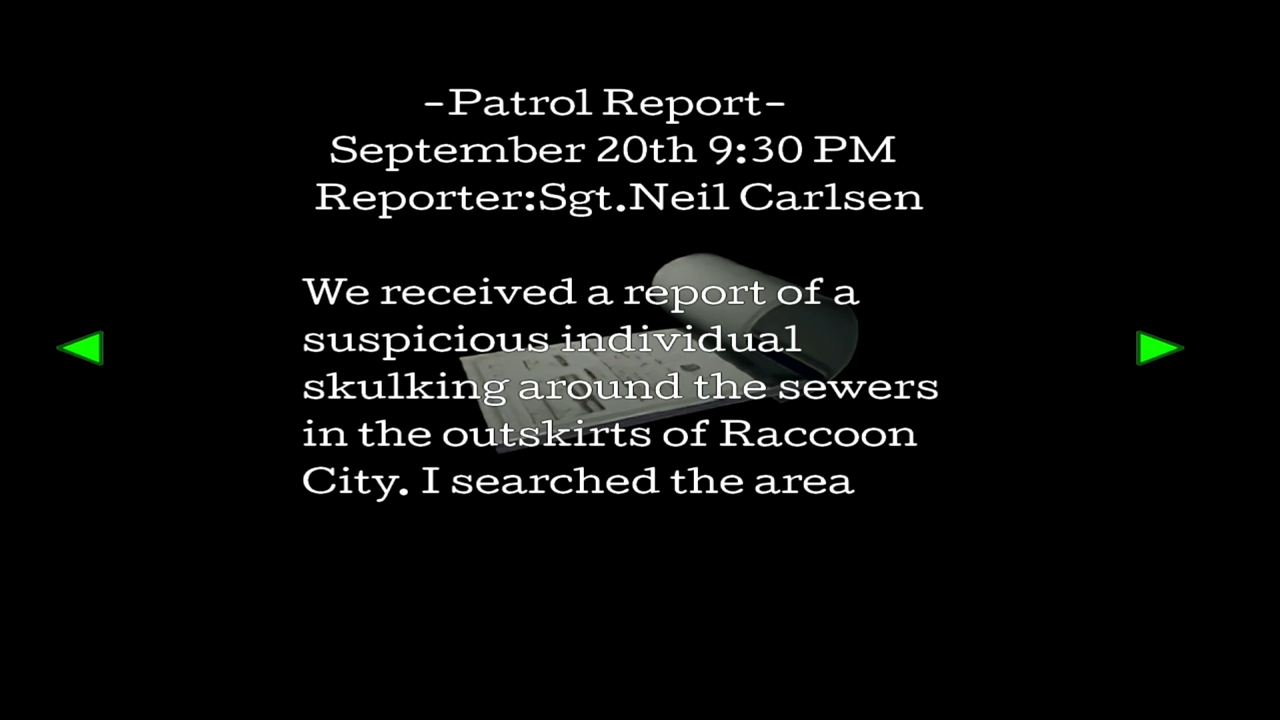 -Patrol Report-
September 20th 9:30 PM
Reporter:Sgt.Neil Carlsen
We received a report of a
suspicious individual
skulking around the sewers
in the outskirts of Raccoon
City. I searched the area